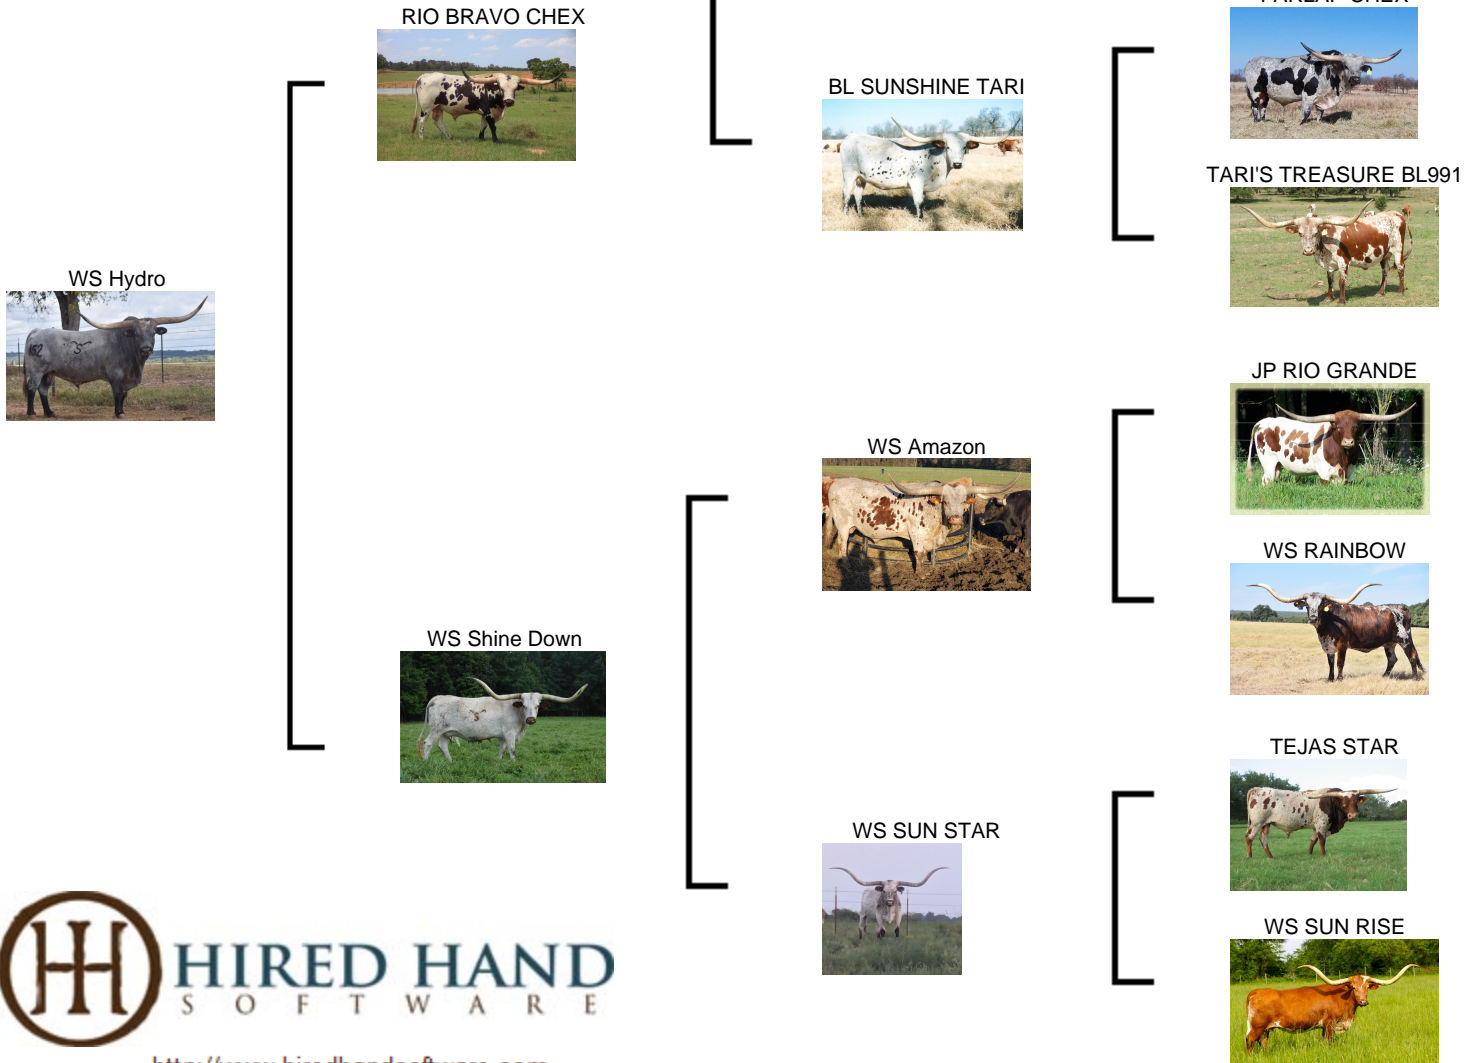 RIO BRAVO CHEX
BL SUNSHINE TARI
TARI'S TREASURE BL991
WS Hydro
JP RIO GRANDE
WS Amazon
WS RAINBOW
WS Shine Down
TEJAS STAR
WS SUN STAR
WS SUN RISE
HIRED HAND
SOFTWARE